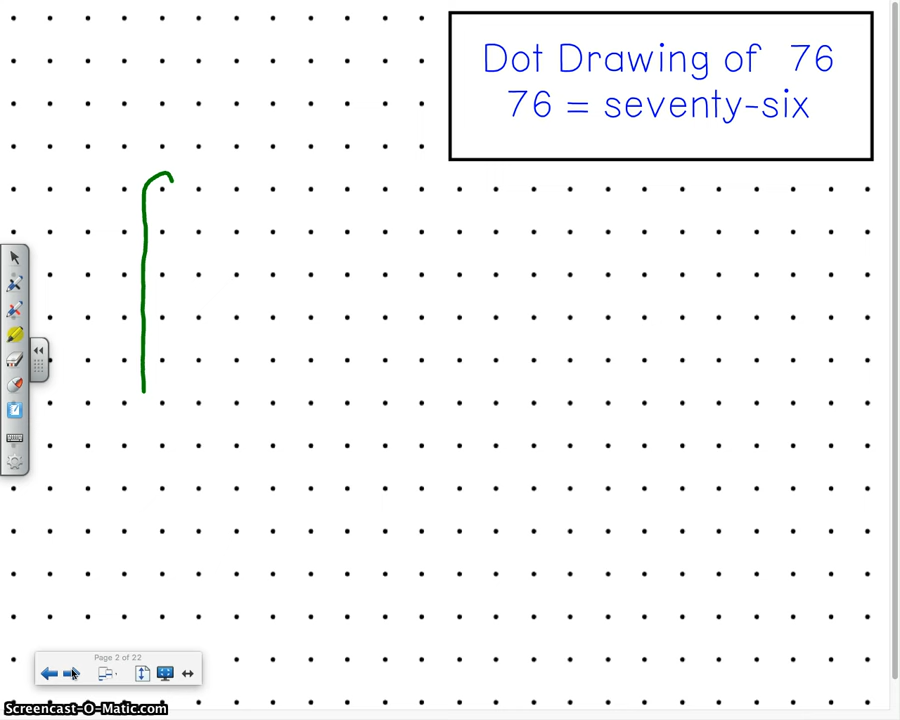 Dot Drawing of 76
76 = seventy-six
Page 2 of 22
Screencast-O-Matic.com